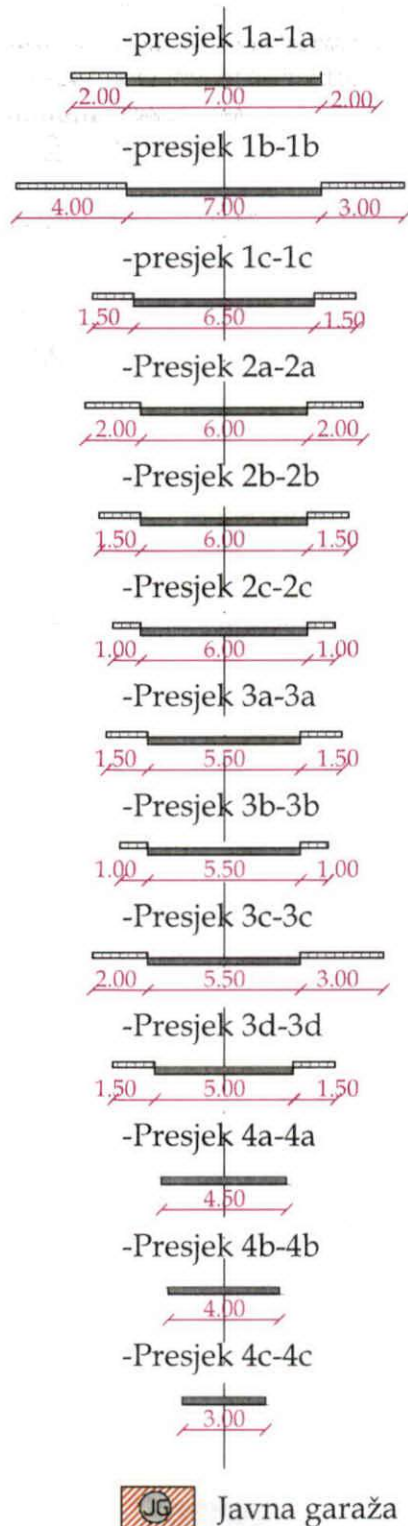 -presjek 1a-1a
2.00 7.00 2.00
-presjek 1b-1b
4.00 7.00 3.00
-presjek 1c-1c
1.50 6.50 1.50
-Presjek 2a-2a
2.00 6.00 2.00
-Presjek 2b-2b
1.50 6.00 1.50
-Presjek 2c-2c
1.00 6.00 1.00
-Presjek 3a-3a
1.50 5.50 1.50
-Presjek 3b-3b
1.00 5.50 1.00
-Presjek 3c-3c
2.00 5.50 3.00
-Presjek 3d-3d
1.50 5.00 1.50
-Presjek 4a-4a
4.50
-Presjek 4b-4b
4.00
-Presjek 4c-4c
3.00
JG Javna garaža